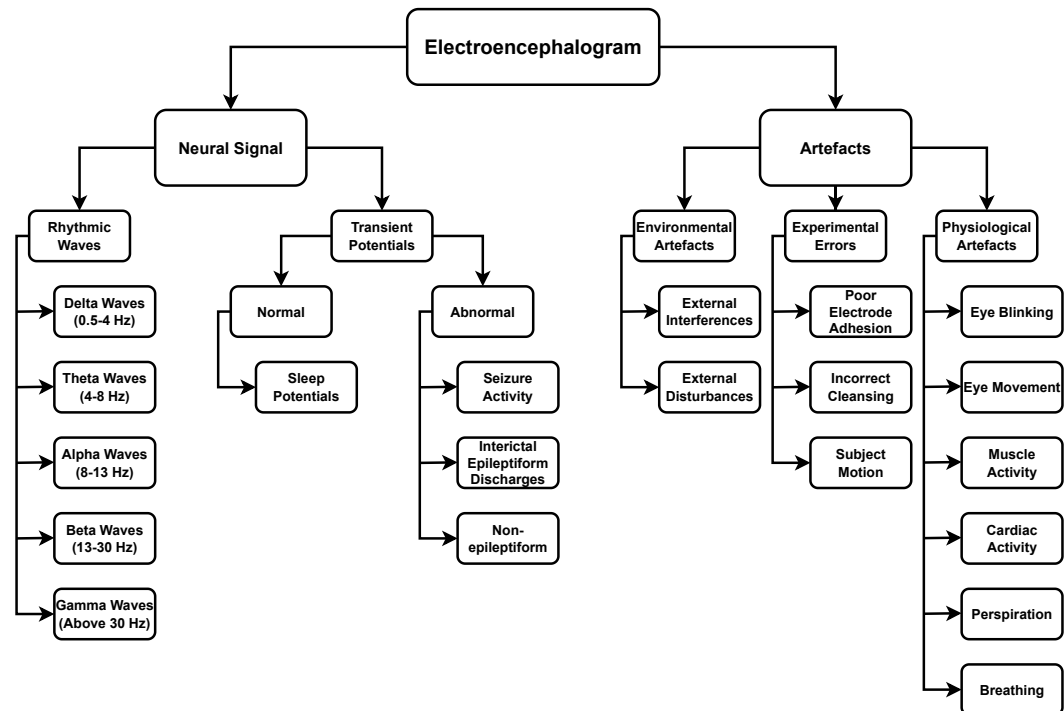 Electroencephalogram
Neural Signal
Artefacts
Rhythmic
Waves
Transient
Potentials
Environmental
Artefacts
Experimental
Errors
Physiological
Artefacts
Delta Waves
(0.5-4 Hz)
Normal
Abnormal
External
Interferences
Poor
Electrode
Adhesion
Eye Blinking
Theta Waves
(4-8 Hz)
Sleep
Potentials
Seizure
Activity
External
Disturbances
Incorrect
Cleansing
Eye Movement
Alpha Waves
(8-13 Hz)
Interictal
Epileptiform
Discharges
Subject
Motion
Muscle
Activity
Beta Waves
(13-30 Hz)
Non-
epileptiform
Cardiac
Activity
Gamma Waves
(Above 30 Hz)
Perspiration
Breathing